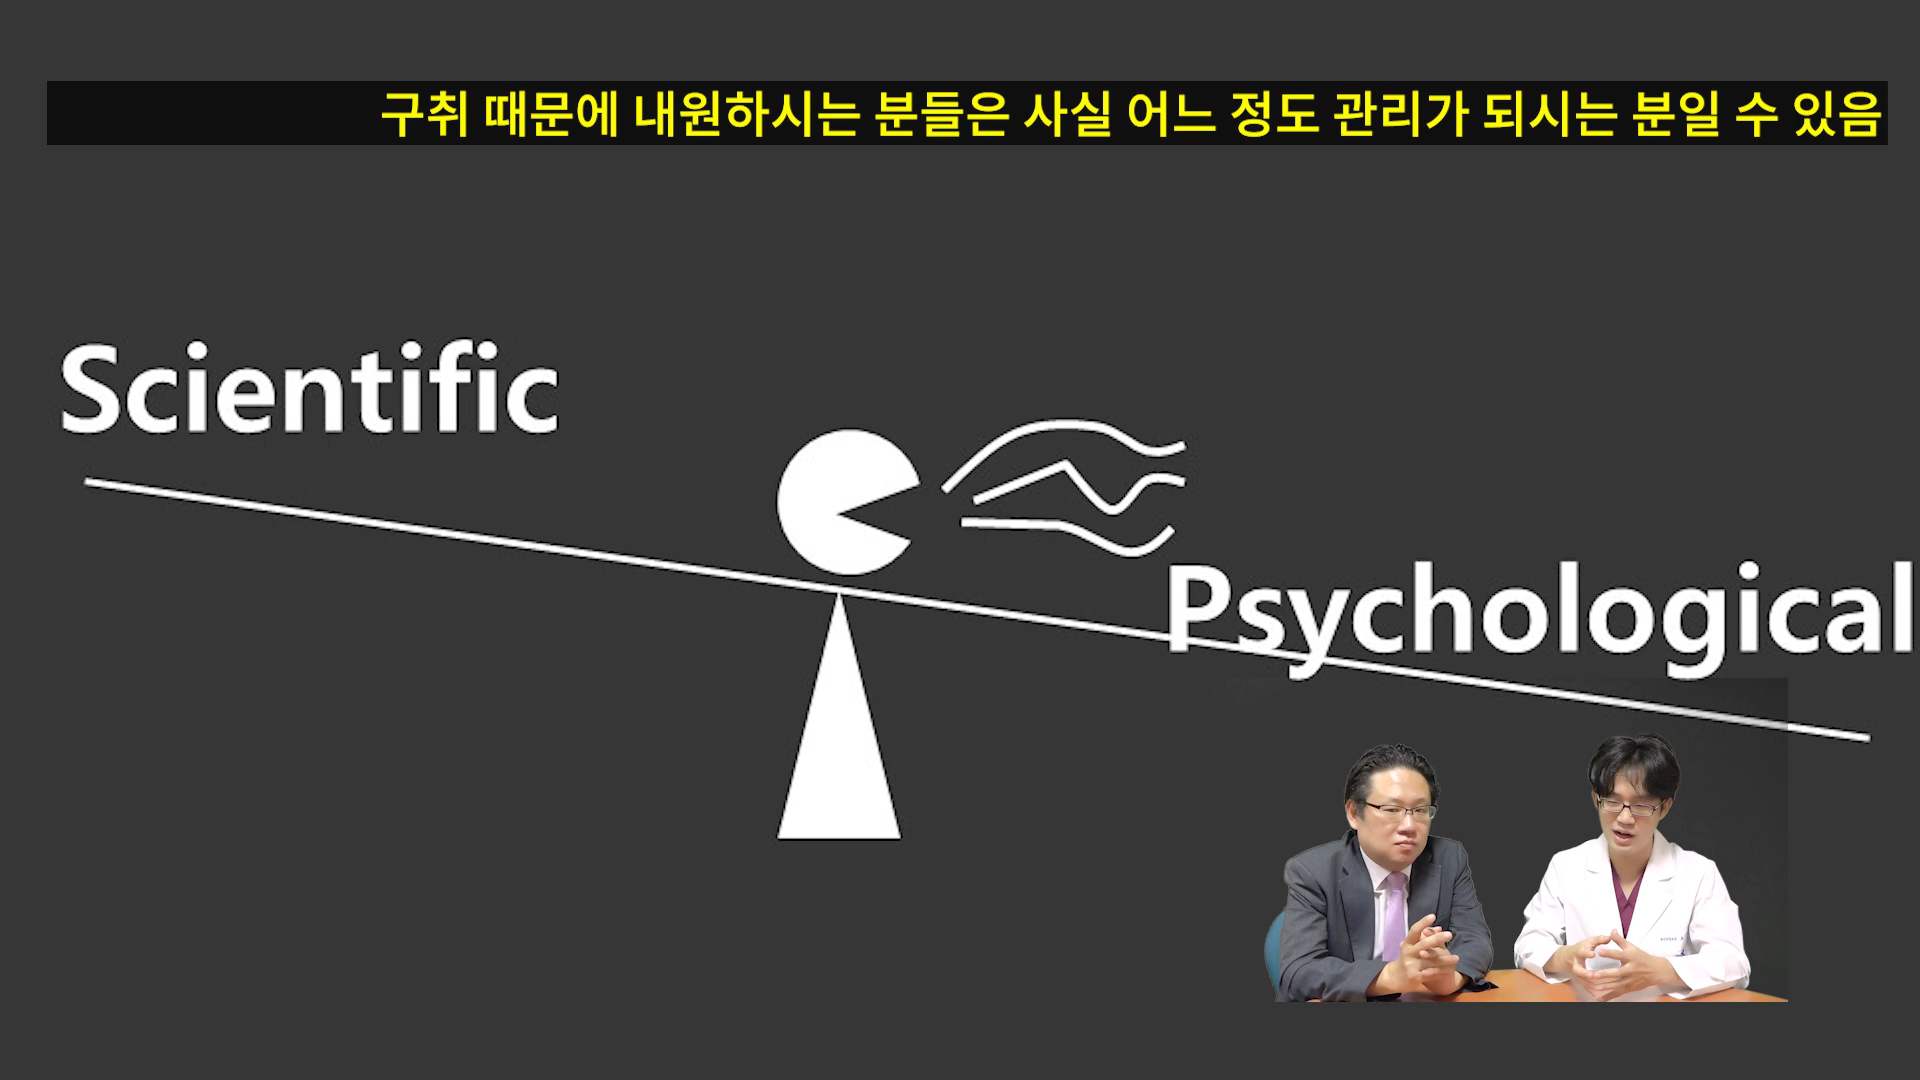 구취 때문에 내원하시는 분들은 사실 어느 정도 관리가 되시는 분일 수 있음
Scientific
Psychological